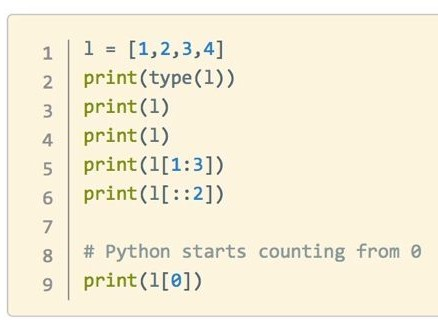 1 l = [1,2,3,4]
2 print(type(l))
3 print(l)
4 print(l)
5 print(l[1:3])
6 print(l[::2])
7
8 # Python starts counting from 0
9 print(l[0])